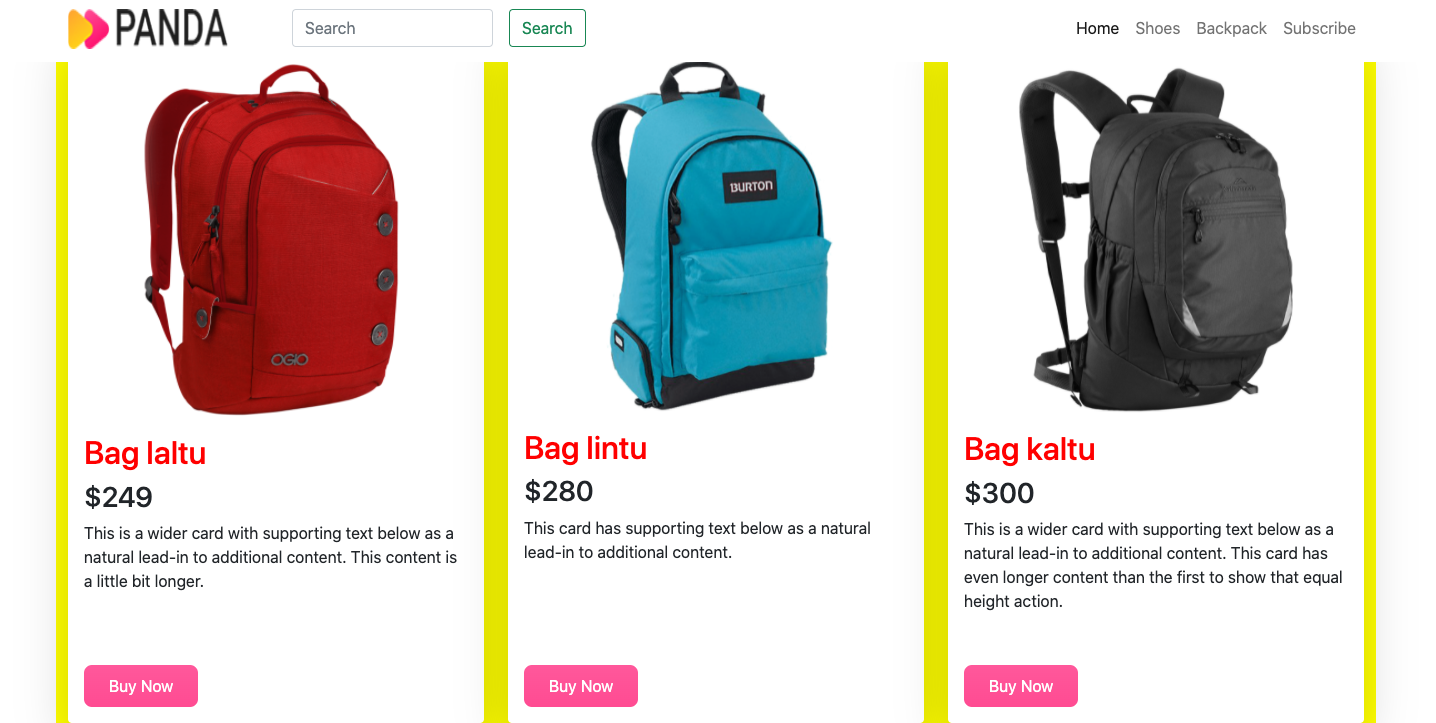 PANDA
Search
Search
Home
Shoes
Backpack
Subscribe
OGIO
BURTON
Bag laltu
$249
This is a wider card with supporting text below as a
natural lead-in to additional content. This content is
a little bit longer.
Buy Now
Bag lintu
$280
This card has supporting text below as a natural
lead-in to additional content.
Buy Now
Bag kaltu
$300
This is a wider card with supporting text below as a
natural lead-in to additional content. This card has
even longer content than the first to show that equal
height action.
Buy Now